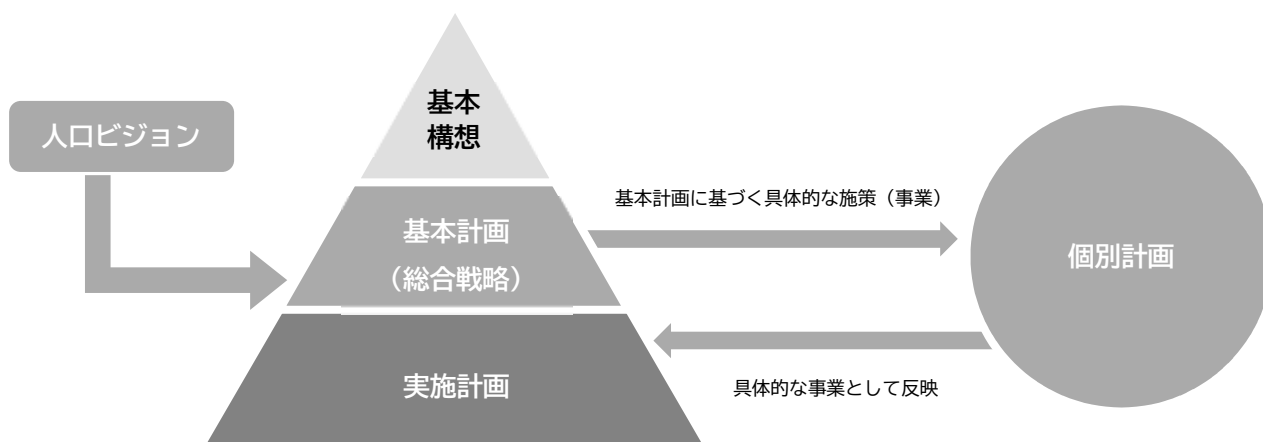 基本
構想
人口ビジョン
基本計画に基づく具体的な施策（事業）
基本計画
（総合戦略）
個別計画
実施計画
具体的な事業として反映